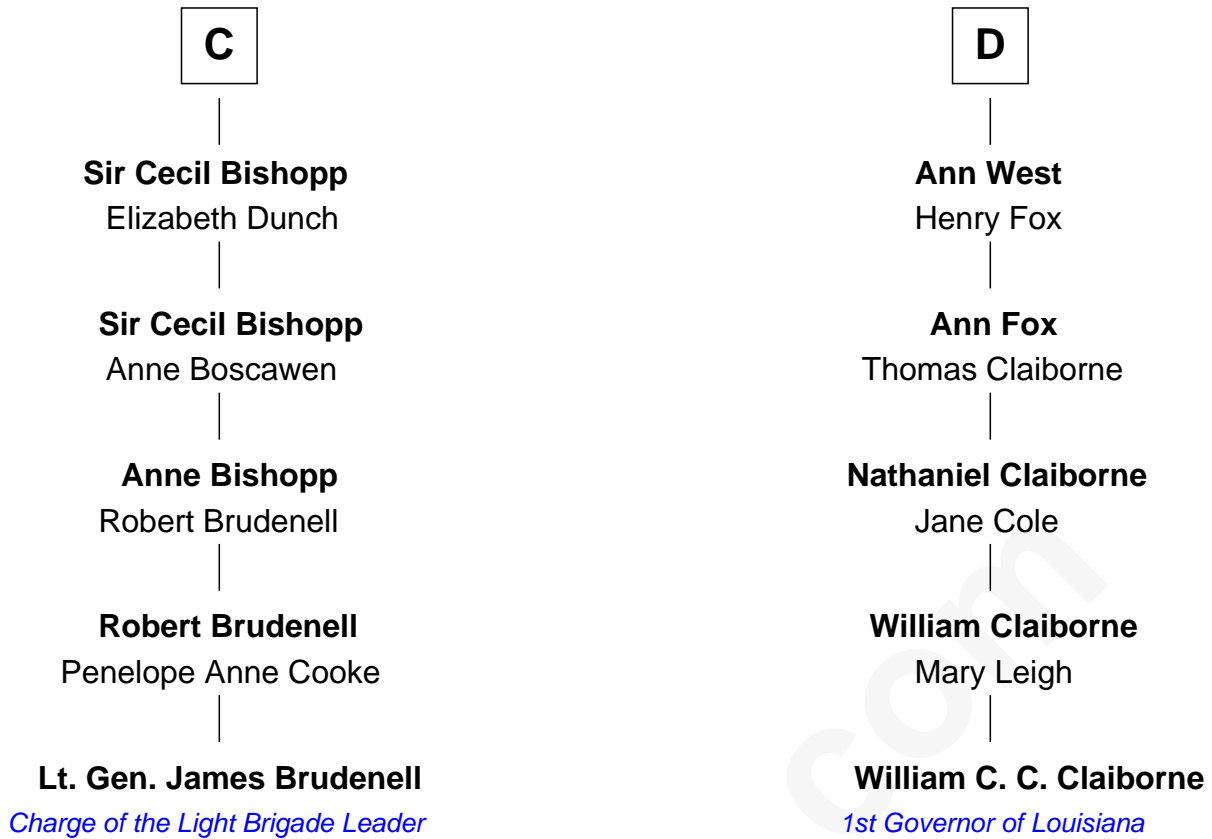 C
Sir Cecil Bishopp
Elizabeth Dunch
Sir Cecil Bishopp
Anne Boscawen
Anne Bishopp
Robert Brudenell
Robert Brudenell
Penelope Anne Cooke
Lt. Gen. James Brudenell
Charge of the Light Brigade Leader
D
Ann West
Henry Fox
Ann Fox
Thomas Claiborne
Nathaniel Claiborne
Jane Cole
William Claiborne
Mary Leigh
William C. C. Claiborne
1st Governor of Louisiana
com